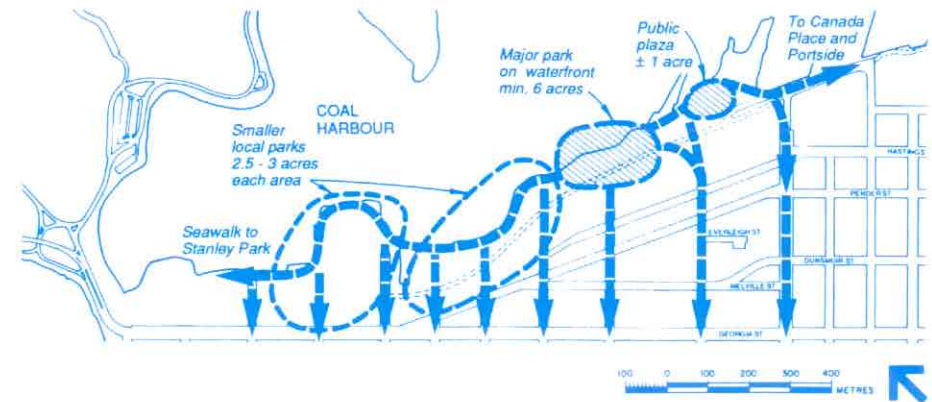 To Canada
Place and
Portside
Public
plaza
± 1 acre
Major park
on waterfront
min. 6 acres
COAL
HARBOUR
Smaller
local parks
2.5 - 3 acres
each area
Seawalk to
Stanley Park
HASTINGS
PENDER ST
EVERLEIGH ST
DUNSMUIR ST
MELVILLE ST
GEORGIA ST
100 0 100 200 300 400
METRES